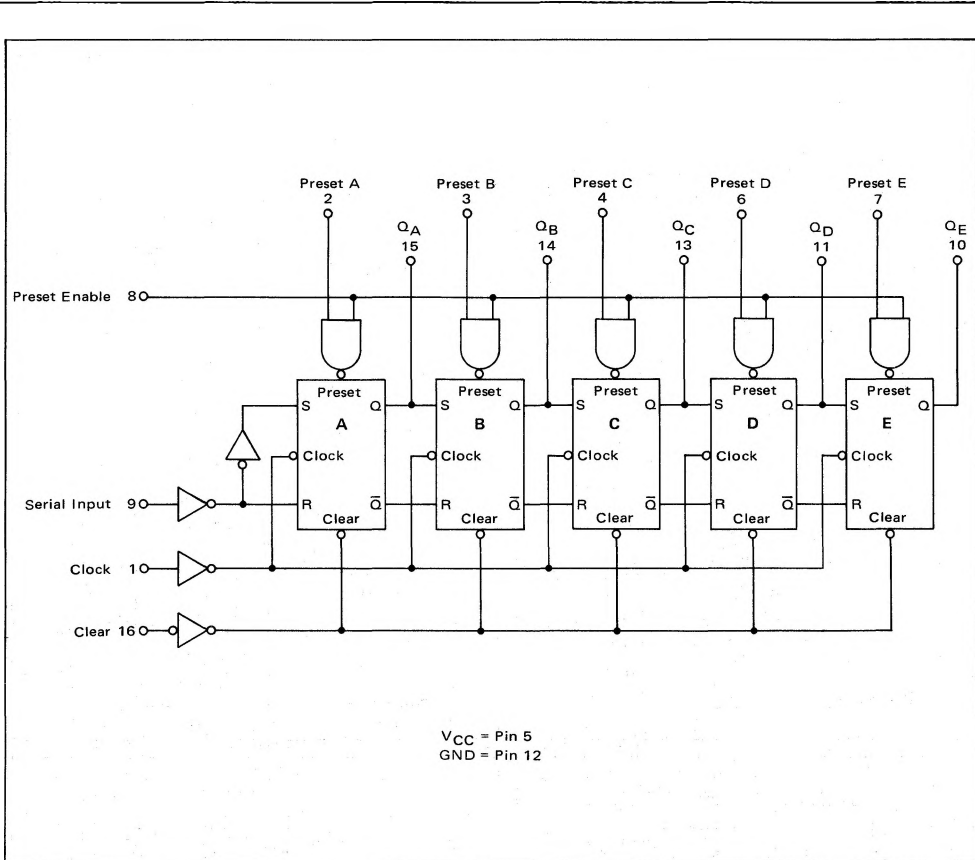 Preset A
2
Preset B
3
Preset C
4
Preset D
6
Preset E
7
QA
15
QB
14
QC
13
QD
11
QE
10
Preset Enable 8
Preset
S Q
A
Clock
R Q̅
Clear
Preset
S Q
B
Clock
R Q̅
Clear
Preset
S Q
C
Clock
R Q̅
Clear
Preset
S Q
D
Clock
R Q̅
Clear
Preset
S Q
E
Clock
R
Clear
Serial Input 9
Clock 1
Clear 16
VCC = Pin 5
GND = Pin 12